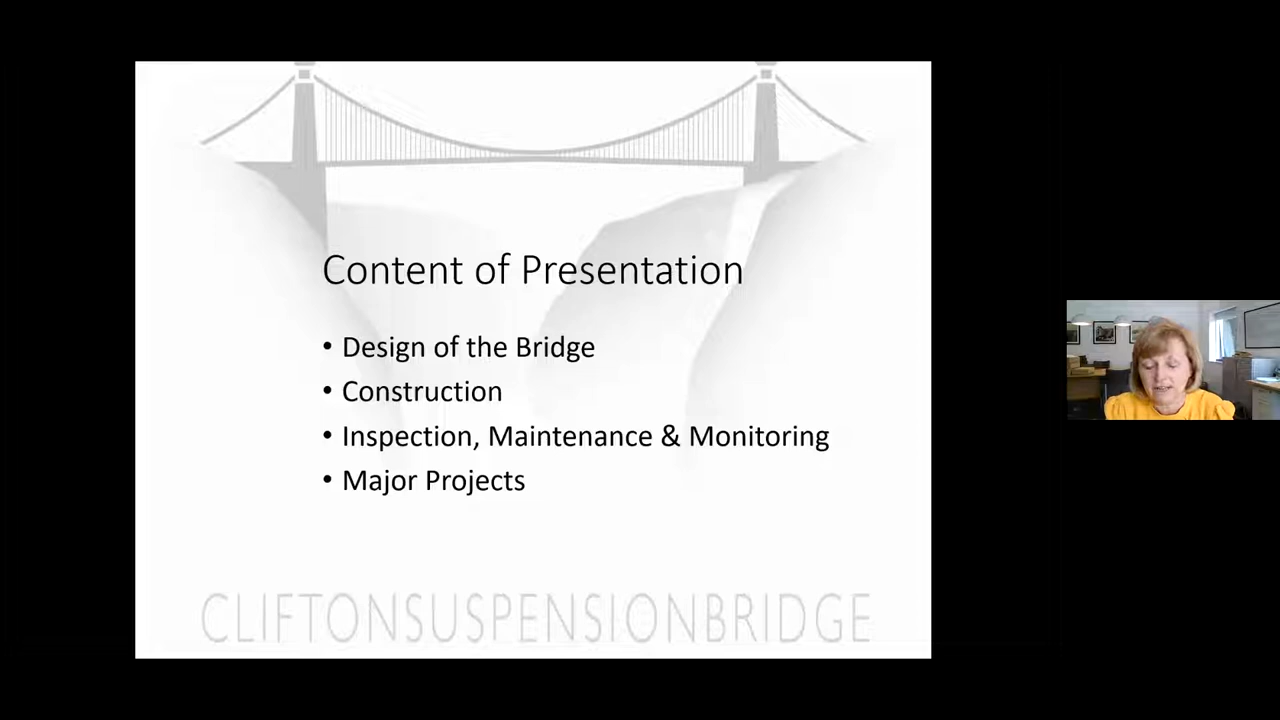 Content of Presentation
• Design of the Bridge
• Construction
• Inspection, Maintenance & Monitoring
• Major Projects
CLIFTONSUSPENSIONBRIDGE